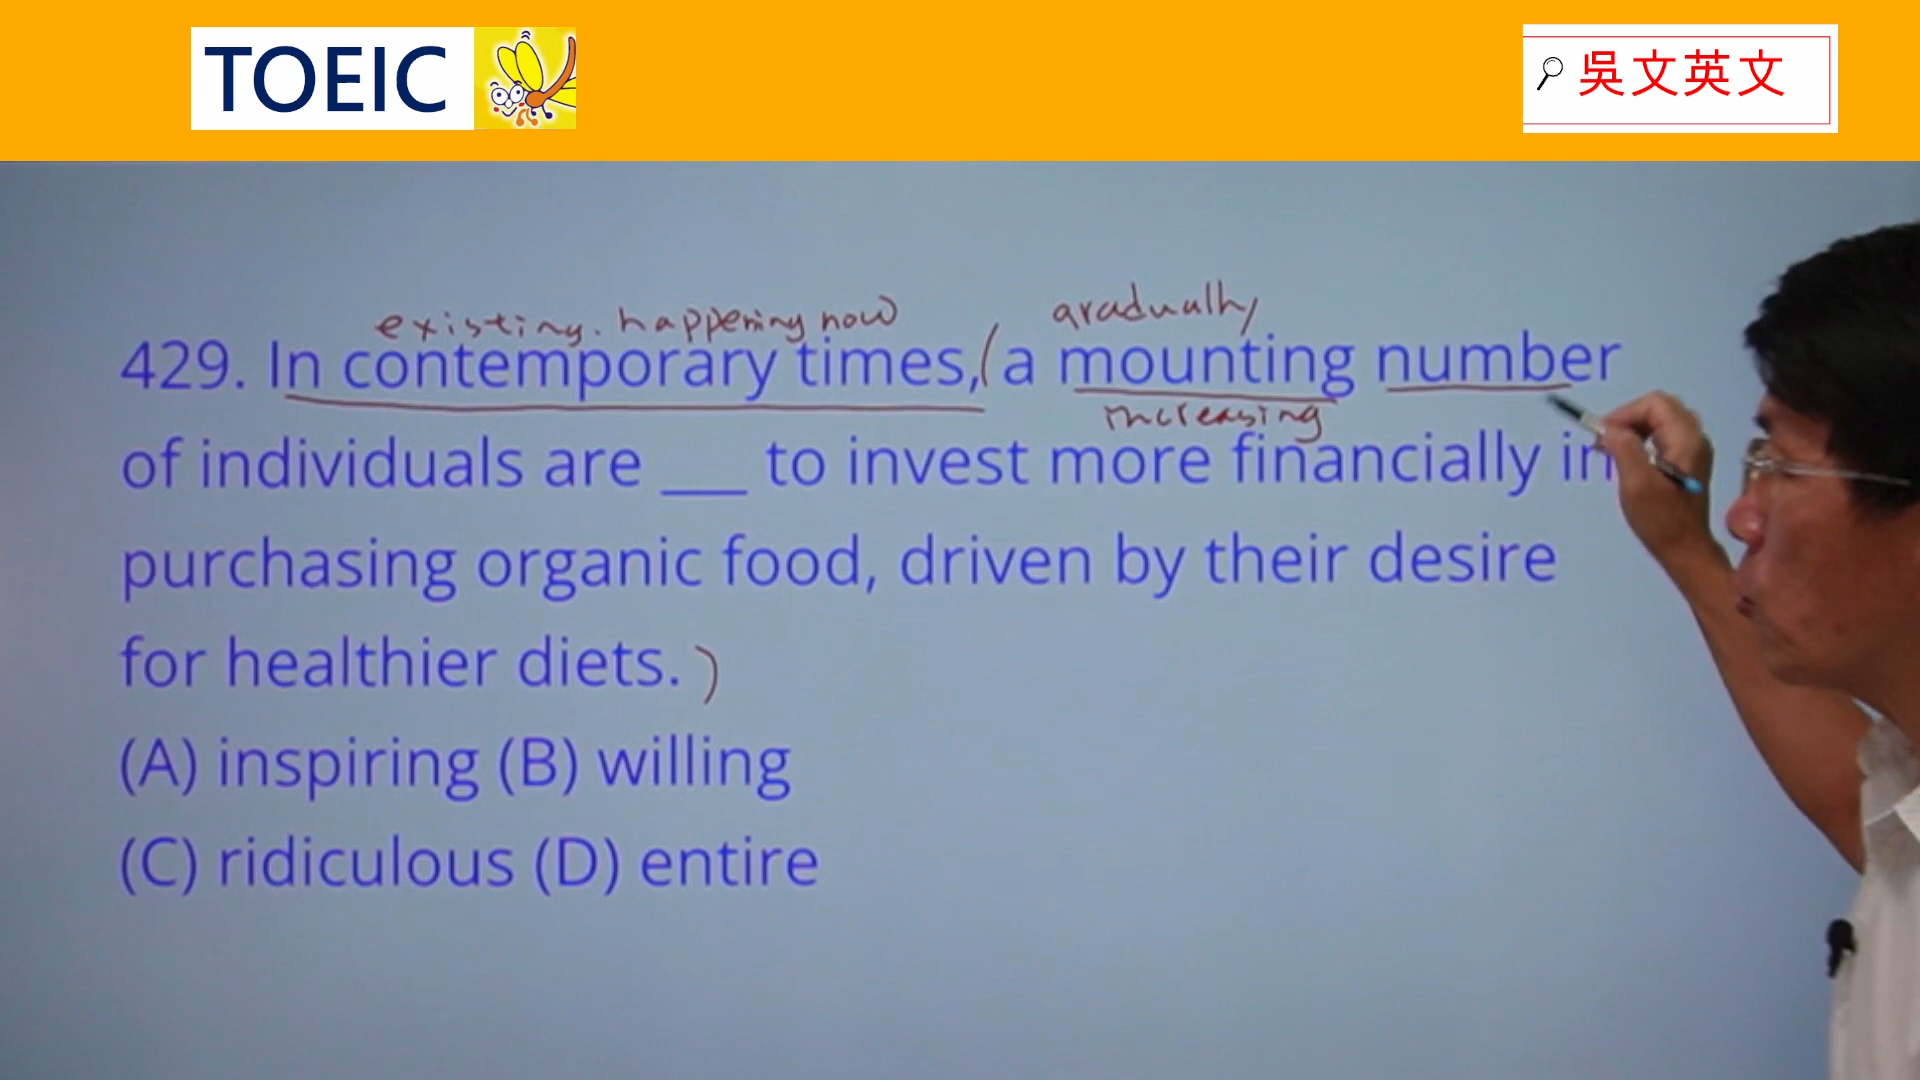 TOEIC
吳文英文
existing. happening now gradually
429. In contemporary times, (a mounting number
increasing
of individuals are ___ to invest more financially in
purchasing organic food, driven by their desire
for healthier diets. )
(A) inspiring (B) willing
(C) ridiculous (D) entire